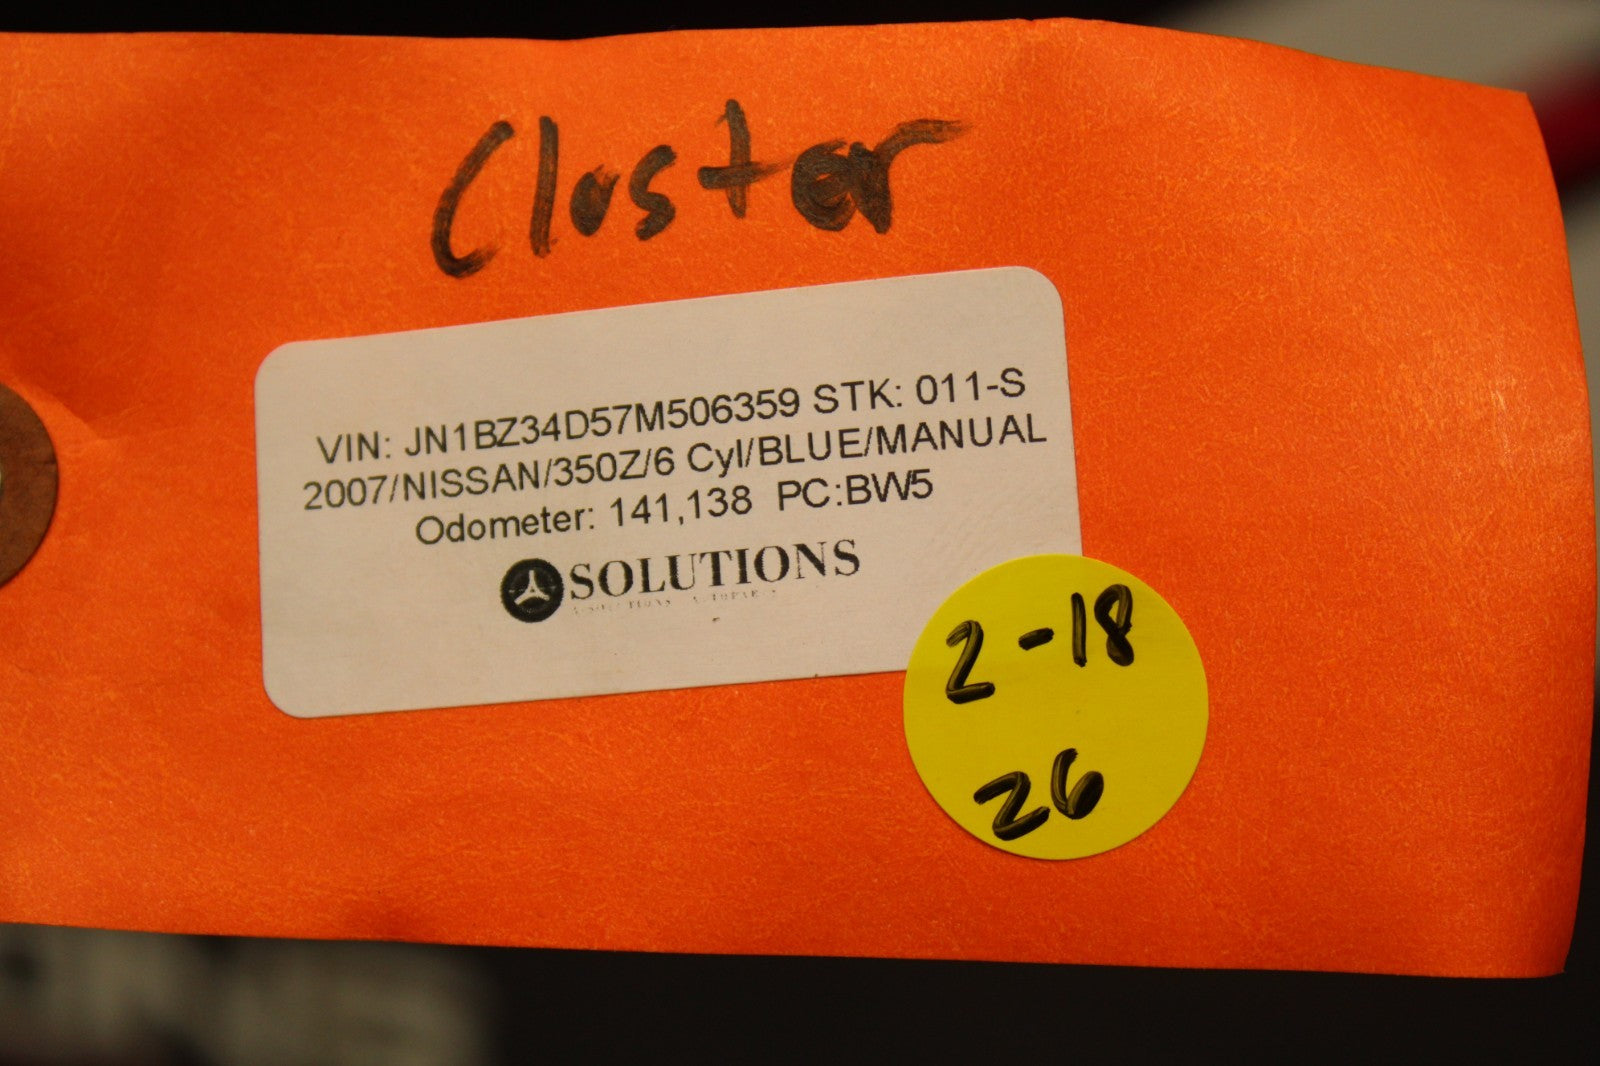 Cluster
VIN: JN1BZ34D57M506359 STK: 011-S
2007/NISSAN/350Z/6 Cyl/BLUE/MANUAL
Odometer: 141,138 PC:BW5
SOLUTIONS
2-18
26